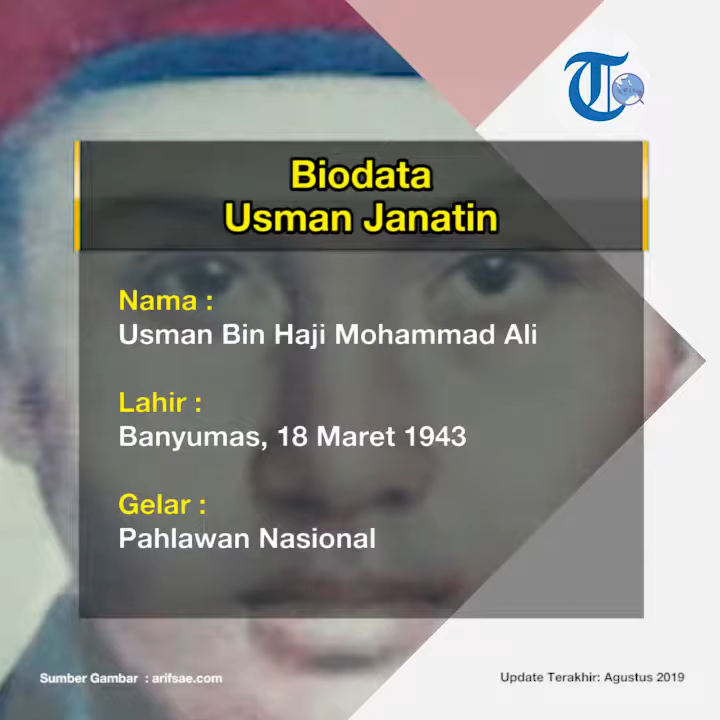 Biodata
Usman Janatin
Nama :
Usman Bin Haji Mohammad Ali
Lahir :
Banyumas, 18 Maret 1943
Gelar :
Pahlawan Nasional
Sumber Gambar : arifsae.com
Update Terakhir: Agustus 2019